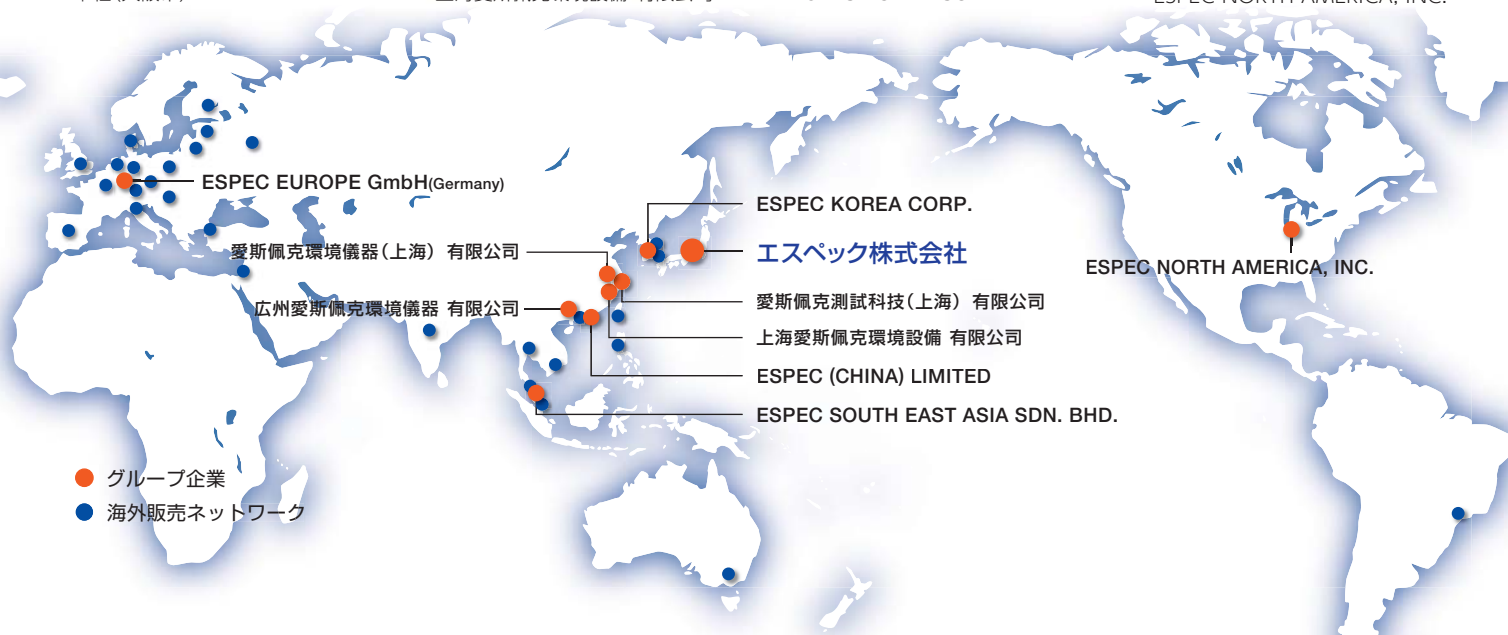 ESPEC NORTH AMERICA, INC.
ESPEC EUROPE GmbH(Germany)
愛斯佩克環境儀器(上海) 有限公司
広州愛斯佩克環境儀器 有限公司
ESPEC KOREA CORP.
エスペック株式会社
愛斯佩克測試科技(上海) 有限公司
上海愛斯佩克環境設備 有限公司
ESPEC (CHINA) LIMITED
ESPEC SOUTH EAST ASIA SDN. BHD.
ESPEC NORTH AMERICA, INC.
グループ企業
海外販売ネットワーク